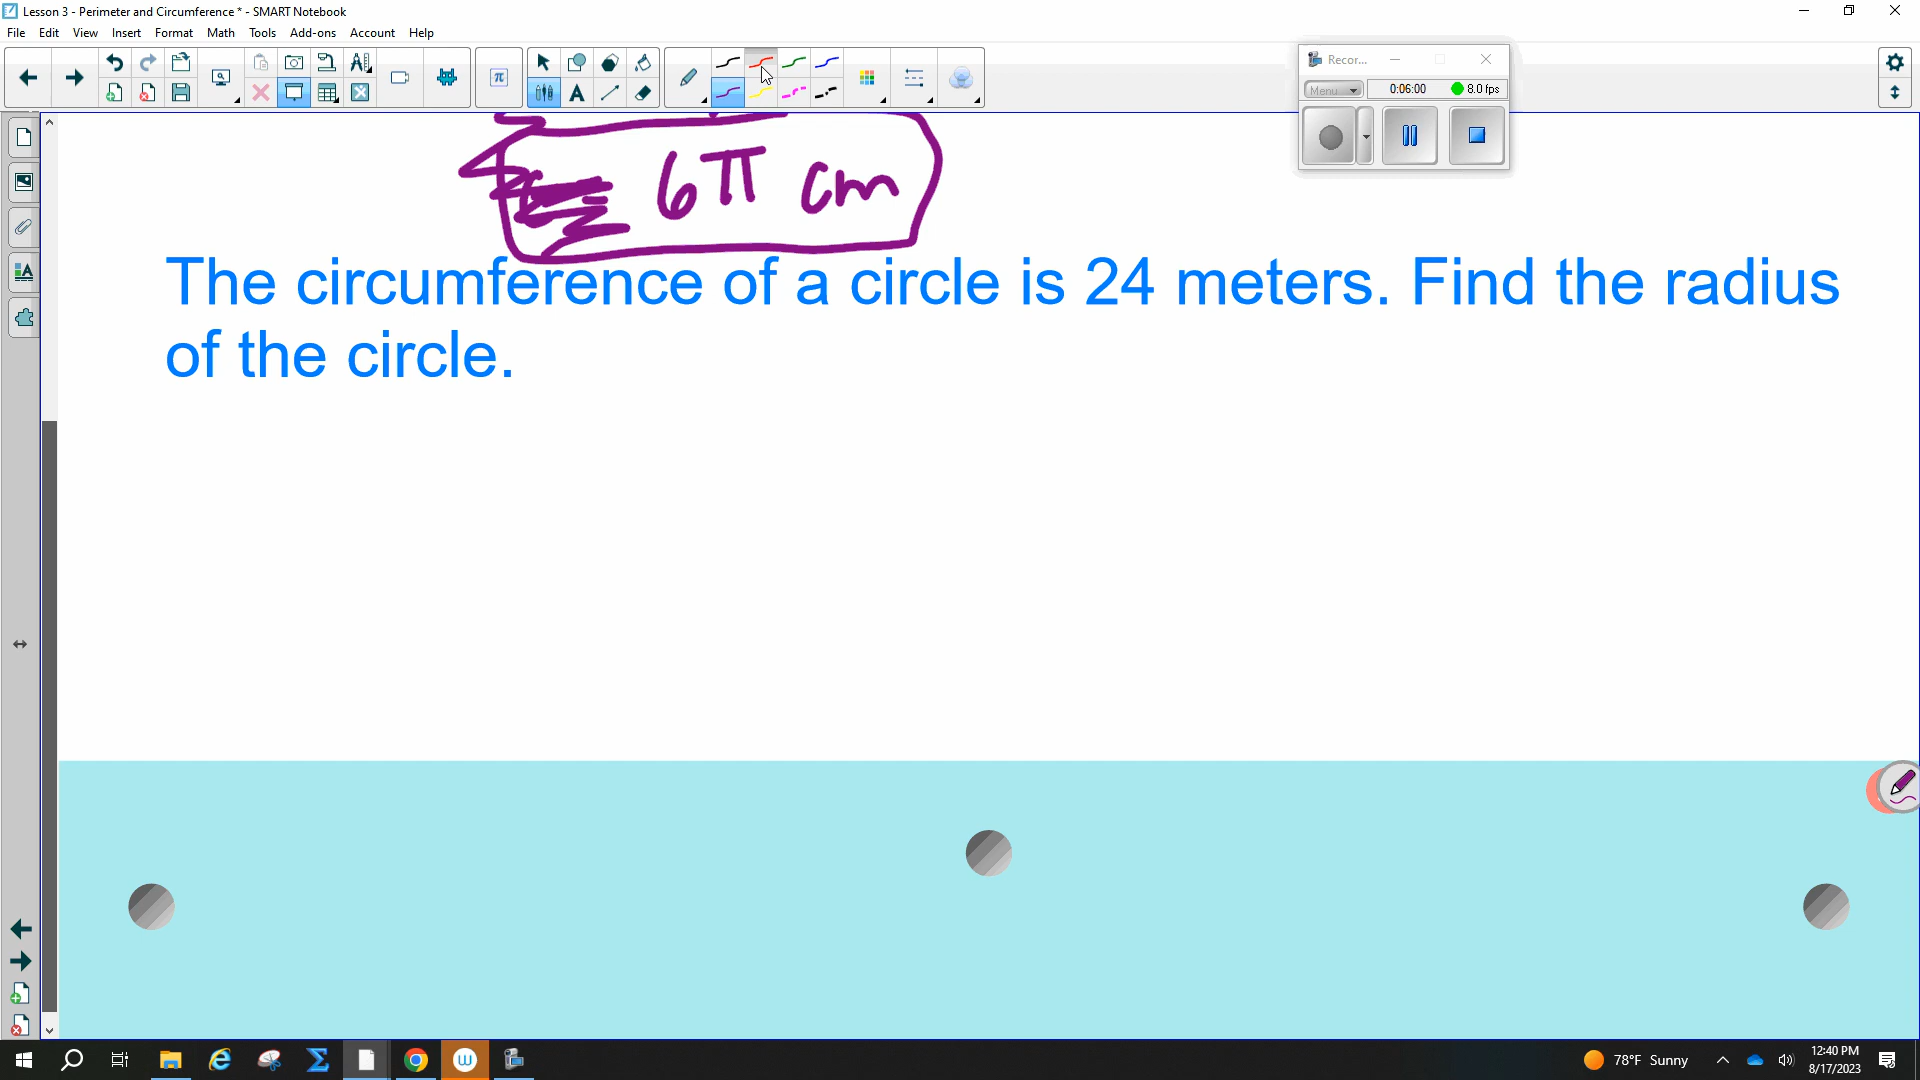 Lesson 3 - Perimeter and Circumference * - SMART Notebook
File Edit View Insert Format Math Tools Add-ons Account Help
Recor...
Menu 0:06:00 8.0 fps
= 6π cm
The circumference of a circle is 24 meters. Find the radius
of the circle.
78°F Sunny
12:40 PM
8/17/2023